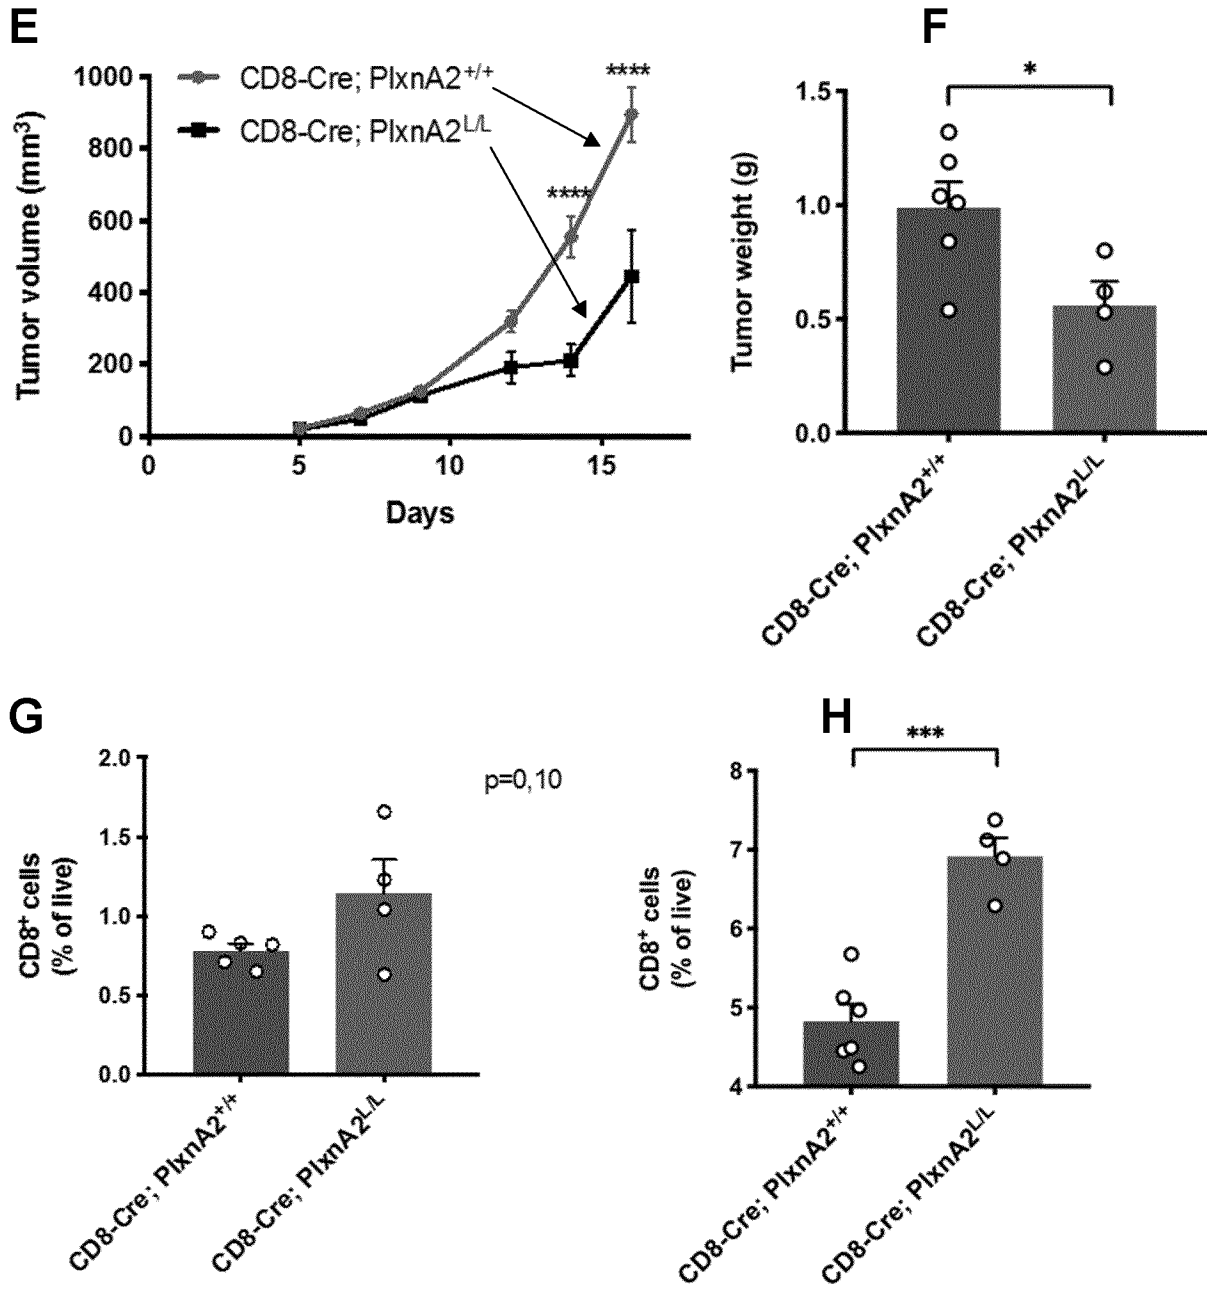 E
1000
800
600
400
200
0
Tumor volume (mm³)
CD8-Cre; PlxnA2+/+
CD8-Cre; PlxnA2L/L
****
****
0 5 10 15
Days
F
*
1.5
1.0
0.5
0.0
Tumor weight (g)
CD8-Cre; PlxnA2+/+
CD8-Cre; PlxnA2L/L
G
2.0
1.5
1.0
0.5
0.0
CD8+ cells
(% of live)
p=0,10
CD8-Cre; PlxnA2+/+
CD8-Cre; PlxnA2L/L
H
***
8
7
6
5
4
CD8+ cells
(% of live)
CD8-Cre; PlxnA2+/+
CD8-Cre; PlxnA2L/L